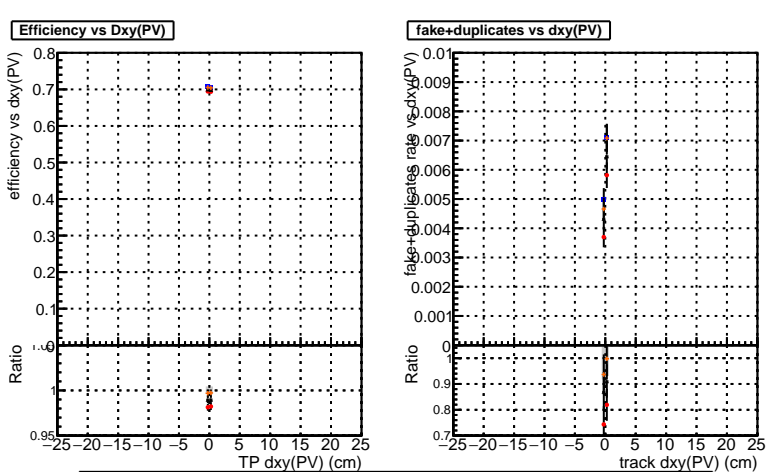 Efficiency vs Dxy(PV)
efficiency vs dxy(PV)
0.8
0.7
0.6
0.5
0.4
0.3
0.2
0.1
0
Ratio
1
0.95
−25 −20 −15 −10 −5 0 5 10 15 20 25
TP dxy(PV) (cm)
fake+duplicates vs dxy(PV)
fake+duplicates rate vs dxy(PV)
0.01
0.009
0.008
0.007
0.006
0.005
0.004
0.003
0.002
0.001
0
Ratio
1
0.9
0.8
0.7
−25 −20 −15 −10 −5 0 5 10 15 20 25
track dxy(PV) (cm)